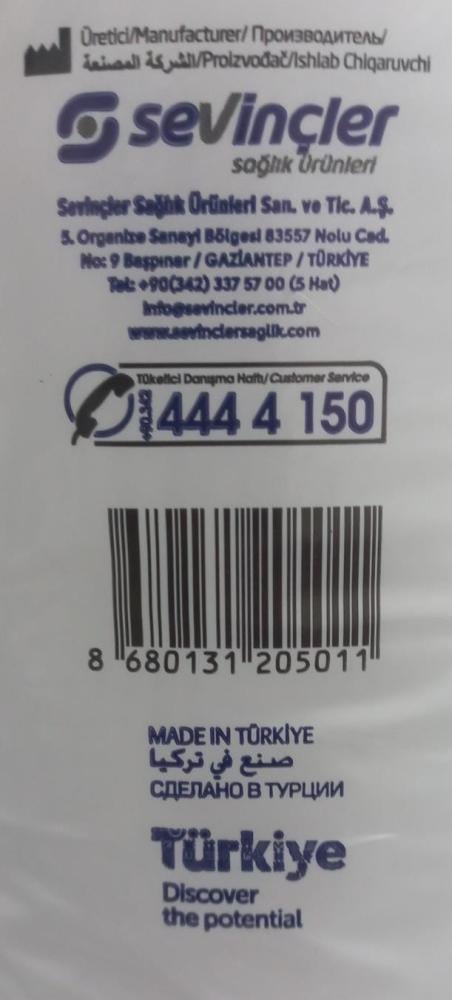 Üretici/Manufacturer/ Производитель/
الشركة المصنعة/Proizvođač/Ishlab Chiqaruvchi
sevinçler
sağlık ürünleri
Sevinçler Sağlık Ürünleri San. ve Tic. A.Ş.
5. Organize Sanayi Bölgesi 83557 Nolu Cad.
No: 9 Başpınar / GAZİANTEP / TÜRKİYE
Tel: +90(342) 337 57 00 (5 Hat)
info@sevincler.com.tr
www.sevinclersaglik.com
Tüketici Danışma Hattı/Customer Service
+90.342
444 4 150
8 680131 205011
MADE IN TÜRKİYE
صنع في تركيا
СДЕЛАНО В ТУРЦИИ
Türkiye
Discover
the potential